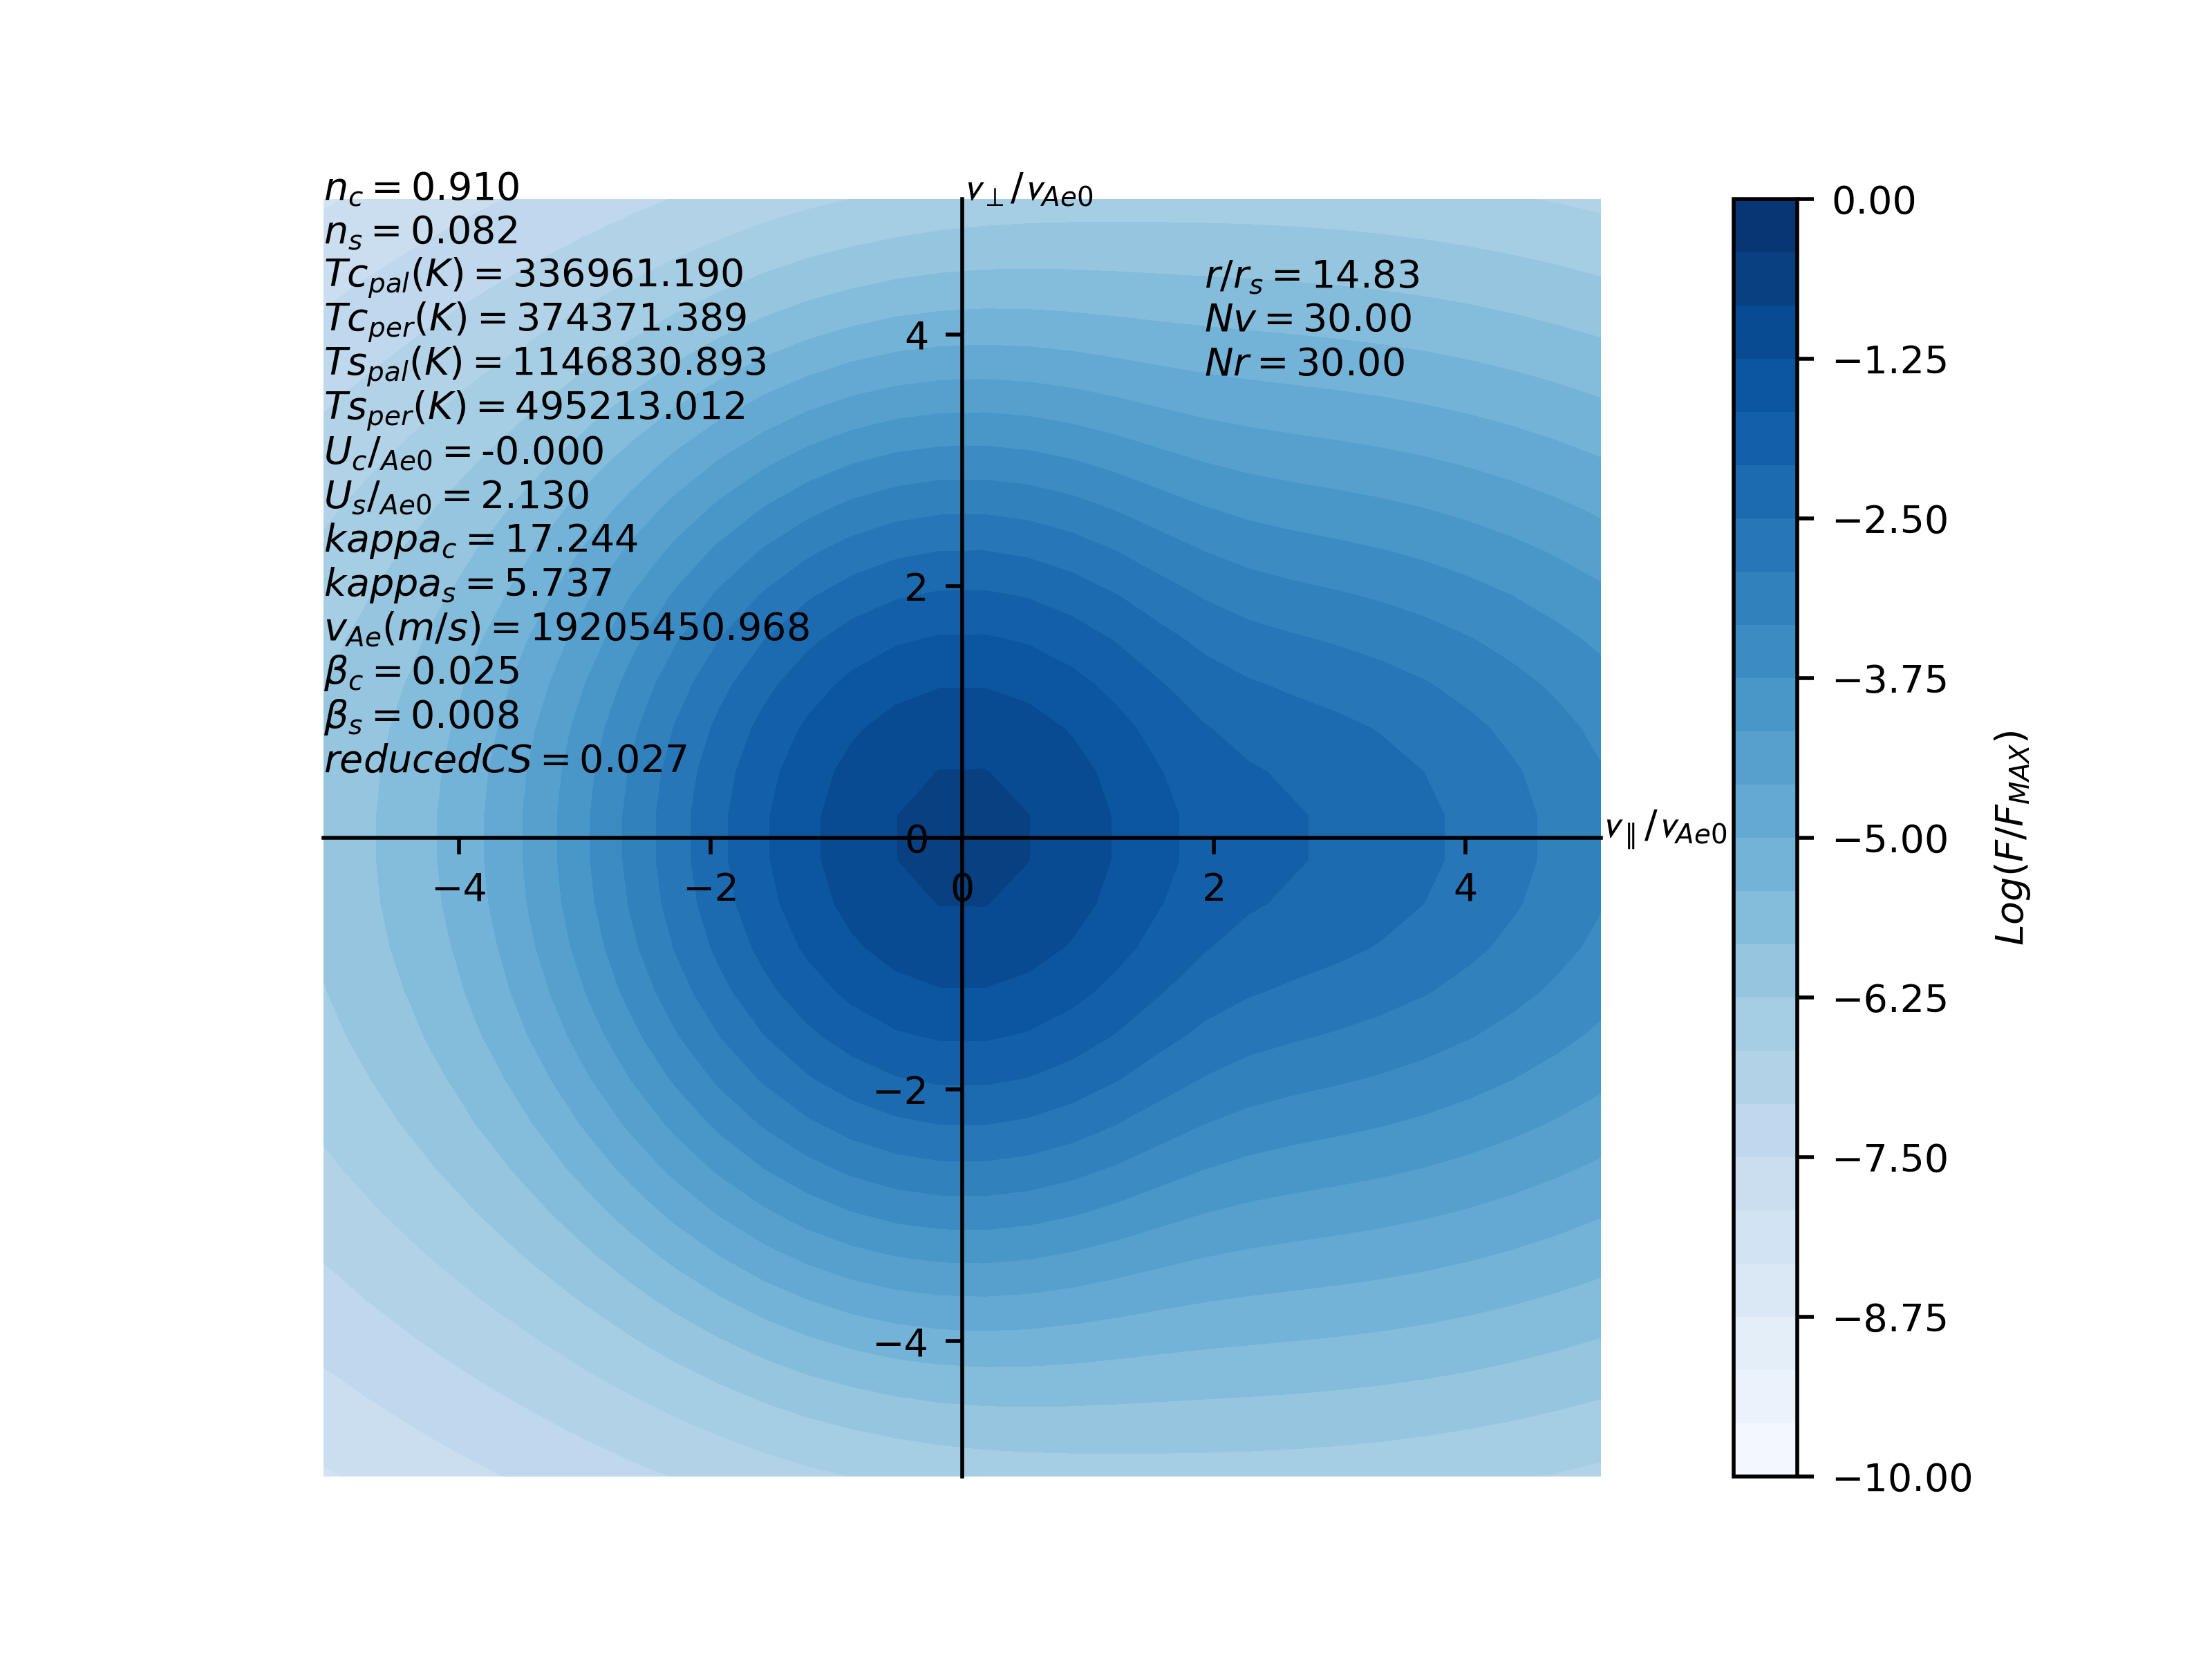 n_c = 0.910
n_s = 0.082
Tc_pal(K) = 336961.190
Tc_per(K) = 374371.389
Ts_pal(K) = 1146830.893
Ts_per(K) = 495213.012
U_c/_Ae0 = -0.000
U_s/_Ae0 = 2.130
kappa_c = 17.244
kappa_s = 5.737
v_Ae(m/s) = 19205450.968
β_c = 0.025
β_s = 0.008
reducedCS = 0.027
v_⊥/v_Ae0
r/r_s = 14.83
Nv = 30.00
Nr = 30.00
4
2
0
−2
−4
−4
−2
0
2
4
v_∥/v_Ae0
0.00
−1.25
−2.50
−3.75
−5.00
−6.25
−7.50
−8.75
−10.00
Log(F/F_MAX)